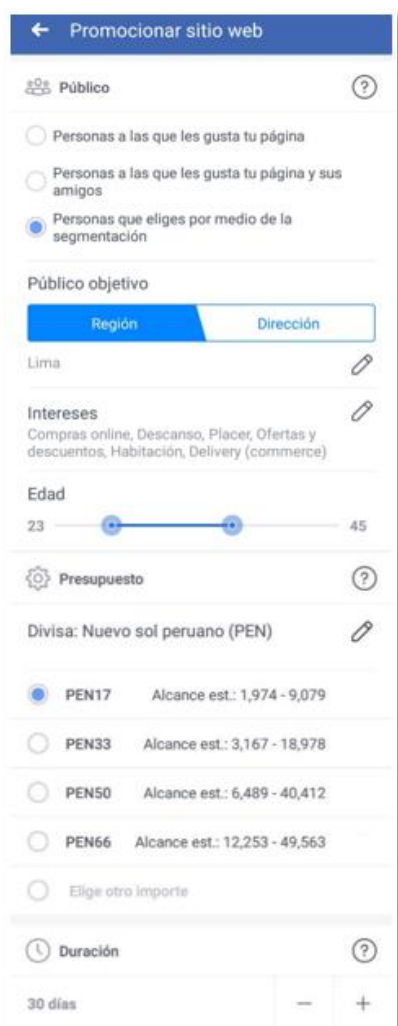 Promocionar sitio web
Público
Personas a las que les gusta tu página
Personas a las que les gusta tu página y sus
amigos
Personas que eliges por medio de la
segmentación
Público objetivo
Región
Dirección
Lima
Intereses
Compras online, Descanso, Placer, Ofertas y
descuentos, Habitación, Delivery (commerce)
Edad
23 45
Presupuesto
Divisa: Nuevo sol peruano (PEN)
PEN17 Alcance est.: 1,974 - 9,079
PEN33 Alcance est.: 3,167 - 18,978
PEN50 Alcance est.: 6,489 - 40,412
PEN66 Alcance est.: 12,253 - 49,563
Elige otro importe
Duración
30 días